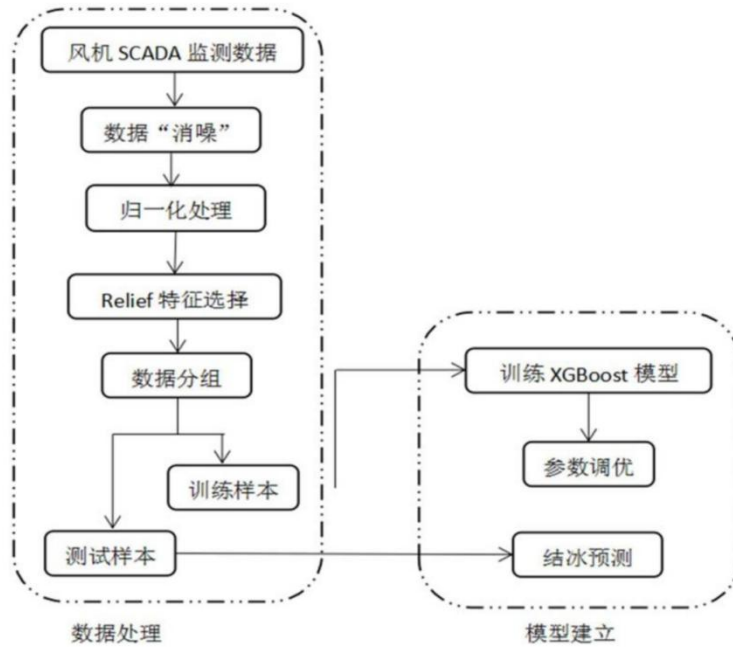 风机 SCADA 监测数据
数据“消噪”
归一化处理
Relief 特征选择
数据分组
训练样本
测试样本
数据处理
训练 XGBoost 模型
参数调优
结冰预测
模型建立